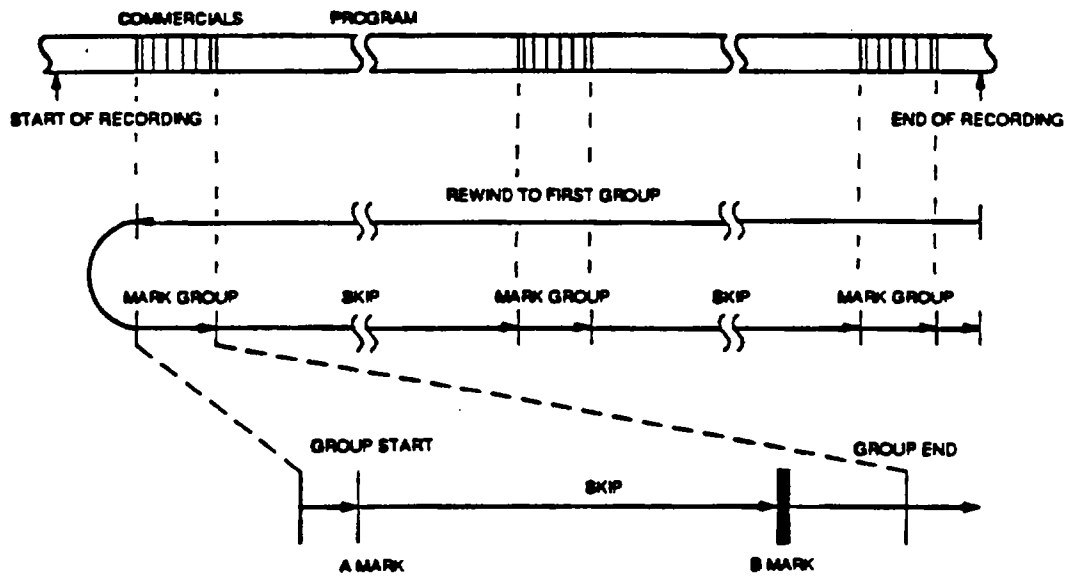 COMMERCIALS PROGRAM
START OF RECORDING END OF RECORDING
REWIND TO FIRST GROUP
MARK GROUP SKIP MARK GROUP SKIP MARK GROUP
GROUP START GROUP END
SKIP
A MARK B MARK